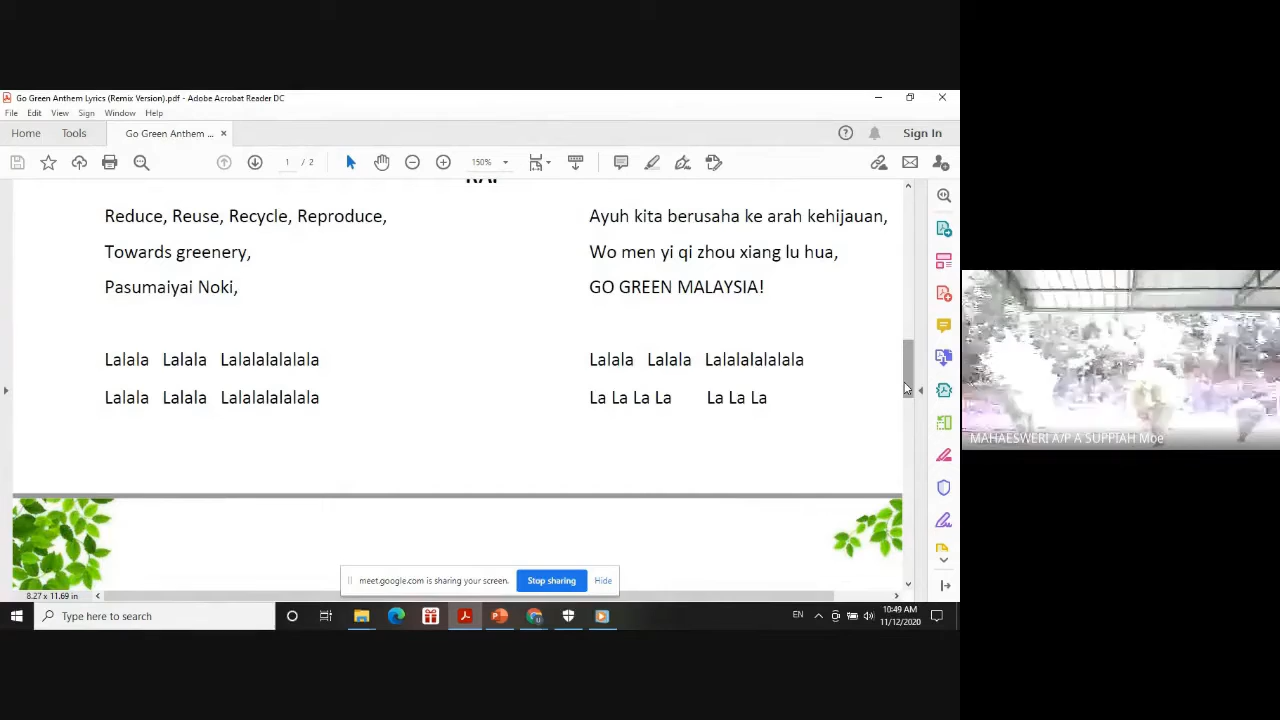 Go Green Anthem Lyrics (Remix Version).pdf - Adobe Acrobat Reader DC
File Edit View Sign Window Help
Home Tools Go Green Anthem ... × Sign In
1 / 2 150%
Reduce, Reuse, Recycle, Reproduce,
Towards greenery,
Pasumaiyai Noki,
Lalala Lalala Lalalalalalala
Lalala Lalala Lalalalalalala
Ayuh kita berusaha ke arah kehijauan,
Wo men yi qi zhou xiang lu hua,
GO GREEN MALAYSIA!
Lalala Lalala Lalalalalalala
La La La La La La La
MAHAESWERI A/P A SUPPIAH Moe
meet.google.com is sharing your screen. Stop sharing Hide
8.27 x 11.69 in
Type here to search
EN
10:49 AM
11/12/2020